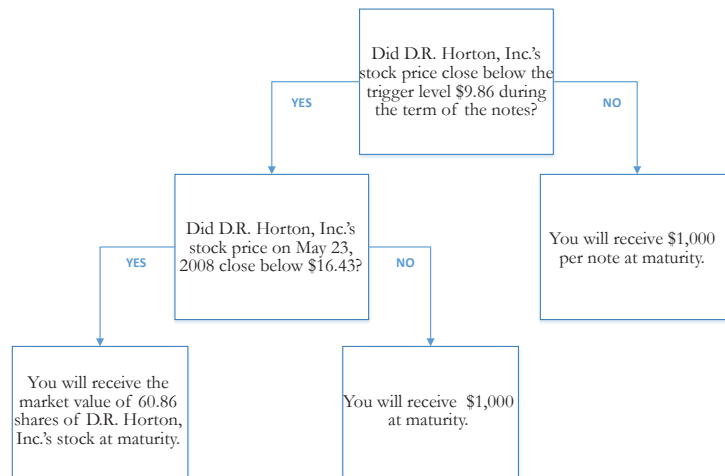 Did D.R. Horton, Inc.'s
stock price close below the
trigger level $9.86 during
the term of the notes?
YES
NO
Did D.R. Horton, Inc.'s
stock price on May 23,
2008 close below $16.43?
You will receive $1,000
per note at maturity.
YES
NO
You will receive the
market value of 60.86
shares of D.R. Horton,
Inc.'s stock at maturity.
You will receive $1,000
at maturity.